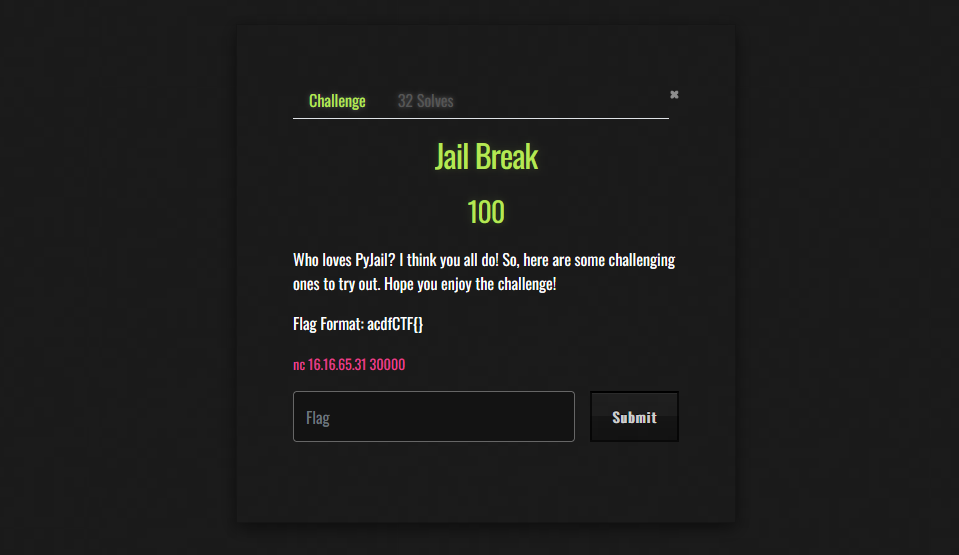 Challenge
32 Solves
Jail Break
100
Who loves PyJail? I think you all do! So, here are some challenging
ones to try out. Hope you enjoy the challenge!
Flag Format: acdfCTF{}
nc 16.16.65.31 30000
Flag
Submit